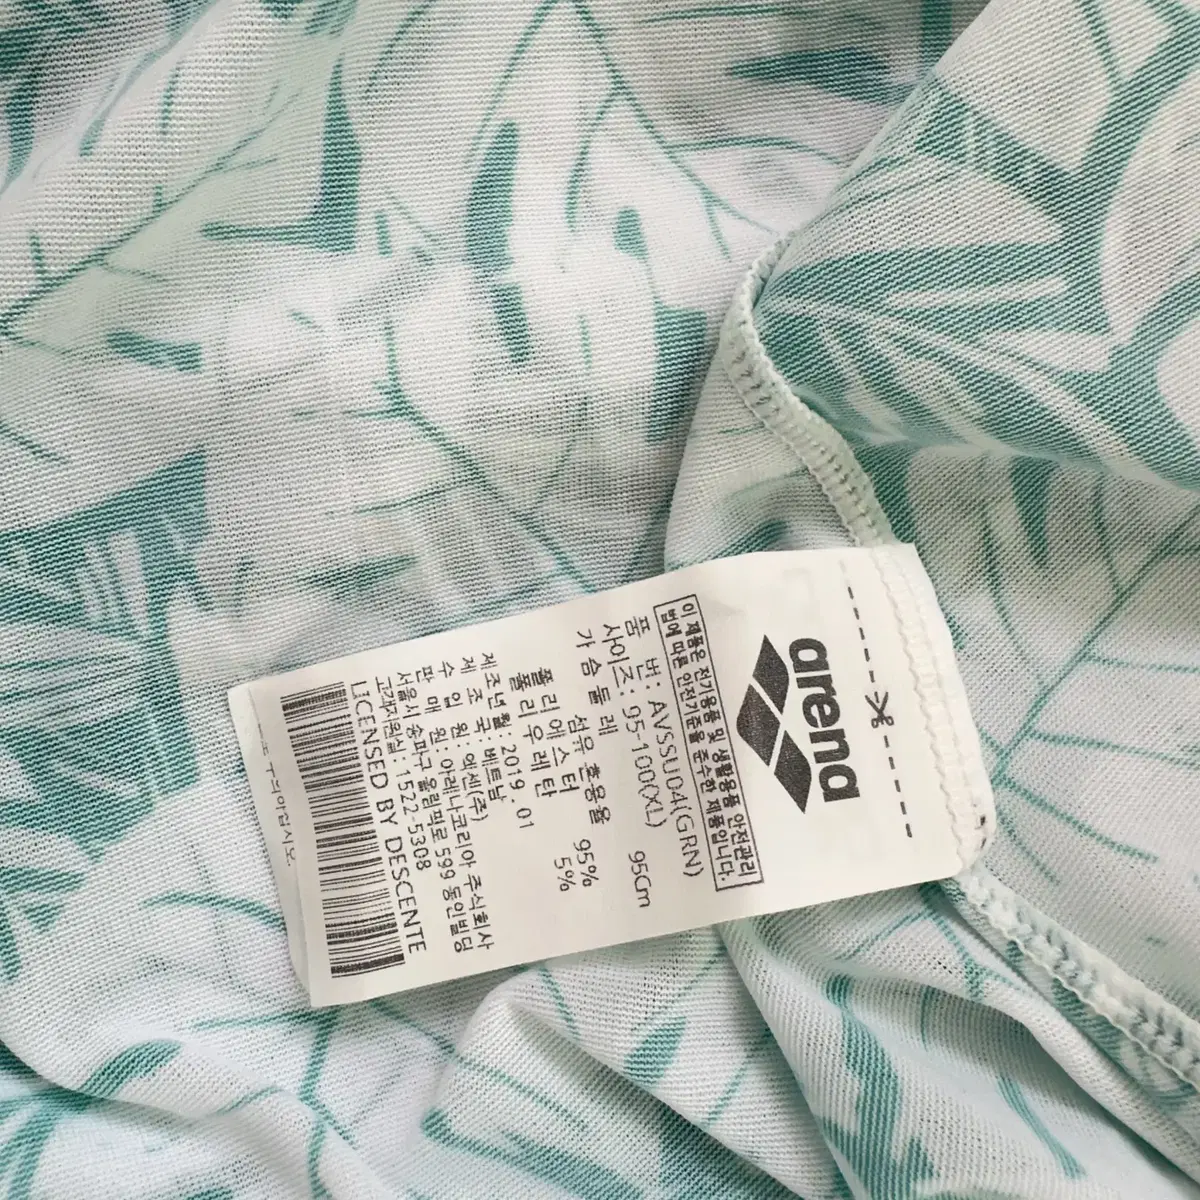 arena
이 제품은 전기용품 및 생활용품 안전관리
법에 따른 안전기준을 준수한 제품입니다.
품 번: AVSSU04(GRN)
사이즈: 95-100(XL)
가슴둘레 95Cm
섬유 혼용율
폴리에스터 95%
폴리우레탄 5%
제조년월: 2019.01
제 조 국: 베트남
수 입 원: 엔젤(주)
판 매 원: 아레나코리아 주식회사
서울시 송파구 올림픽로 599 동인빌딩
고객지원실: 1522-5308
LICENSED BY DESCENTE